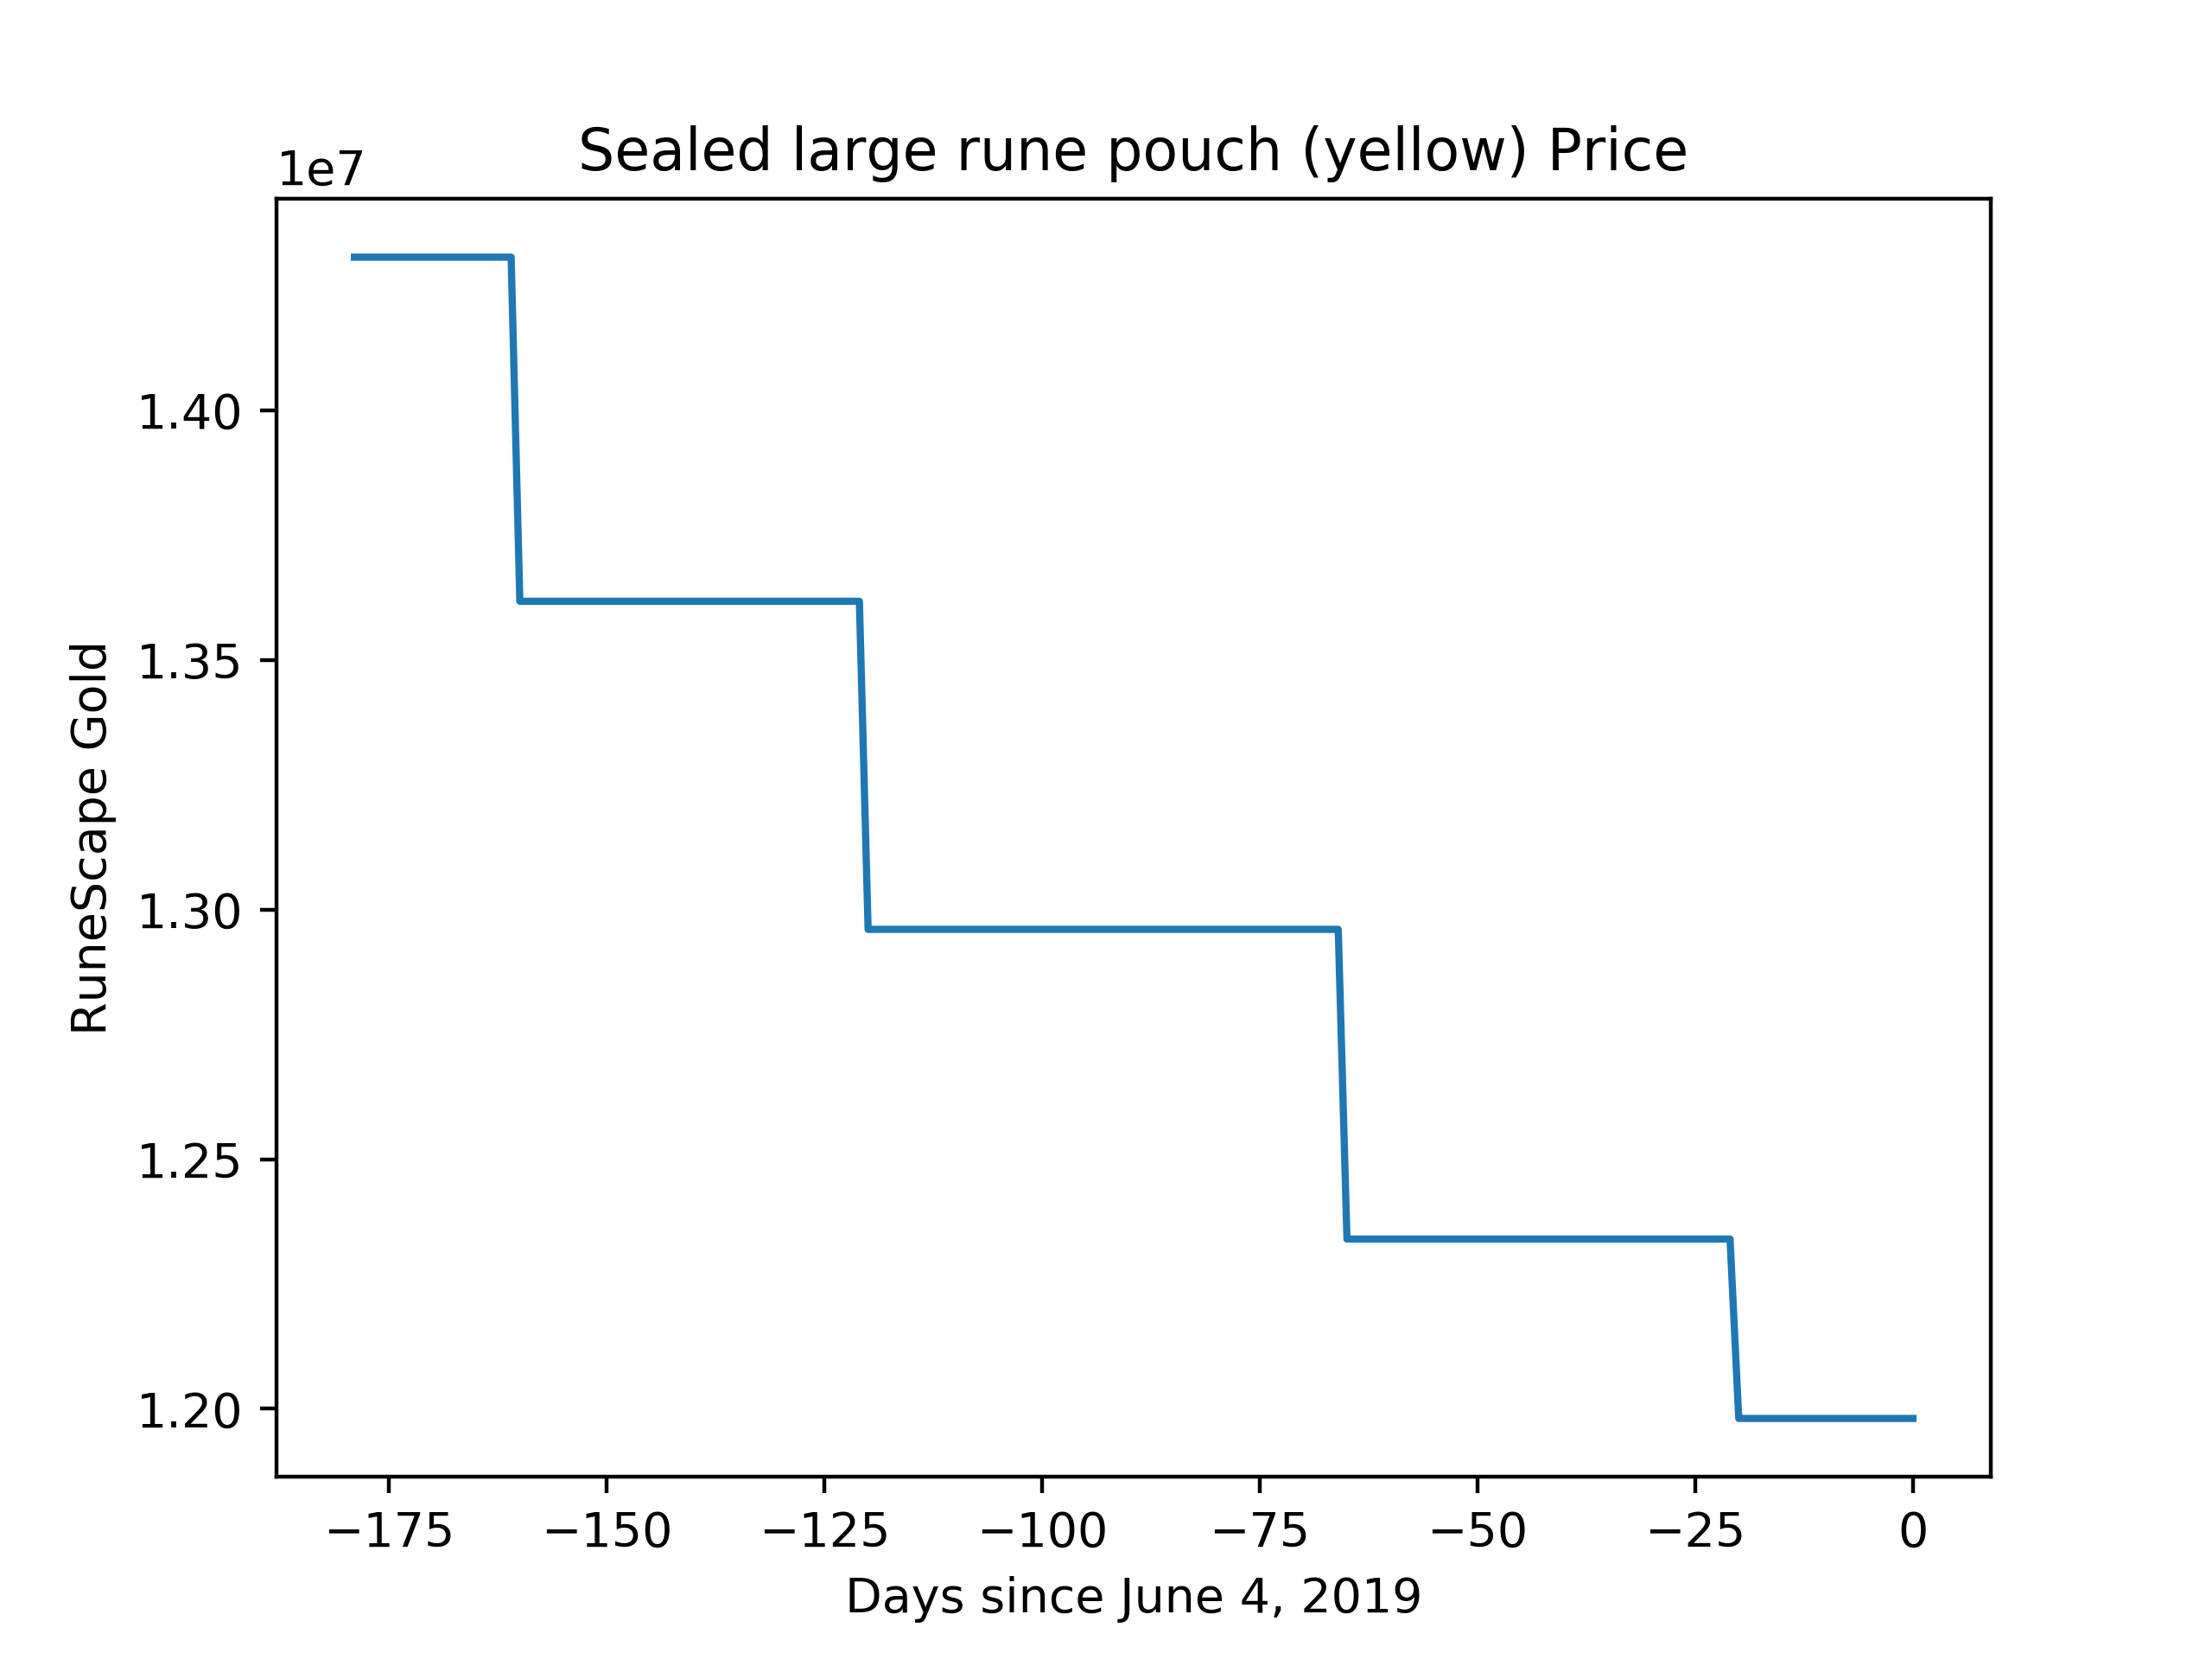 Sealed large rune pouch (yellow) Price
1e7
1.40
1.35
1.30
1.25
1.20
RuneScape Gold
−175 −150 −125 −100 −75 −50 −25 0
Days since June 4, 2019